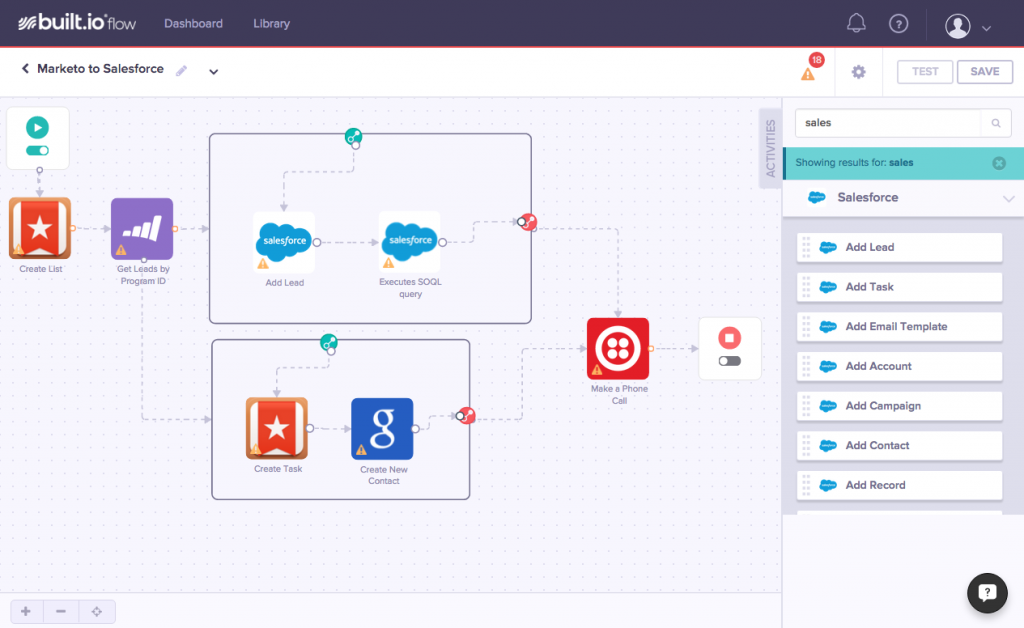 built.io flow
Dashboard
Library
?
Marketo to Salesforce
18
TEST
SAVE
ACTIVITIES
sales
Showing results for: sales
Salesforce
Add Lead
Add Task
Add Email Template
Add Account
Add Campaign
Add Contact
Add Record
Create List
Get Leads by
Program ID
salesforce
Add Lead
salesforce
Executes SOQL
query
Create Task
g
Create New
Contact
Make a Phone
Call
?